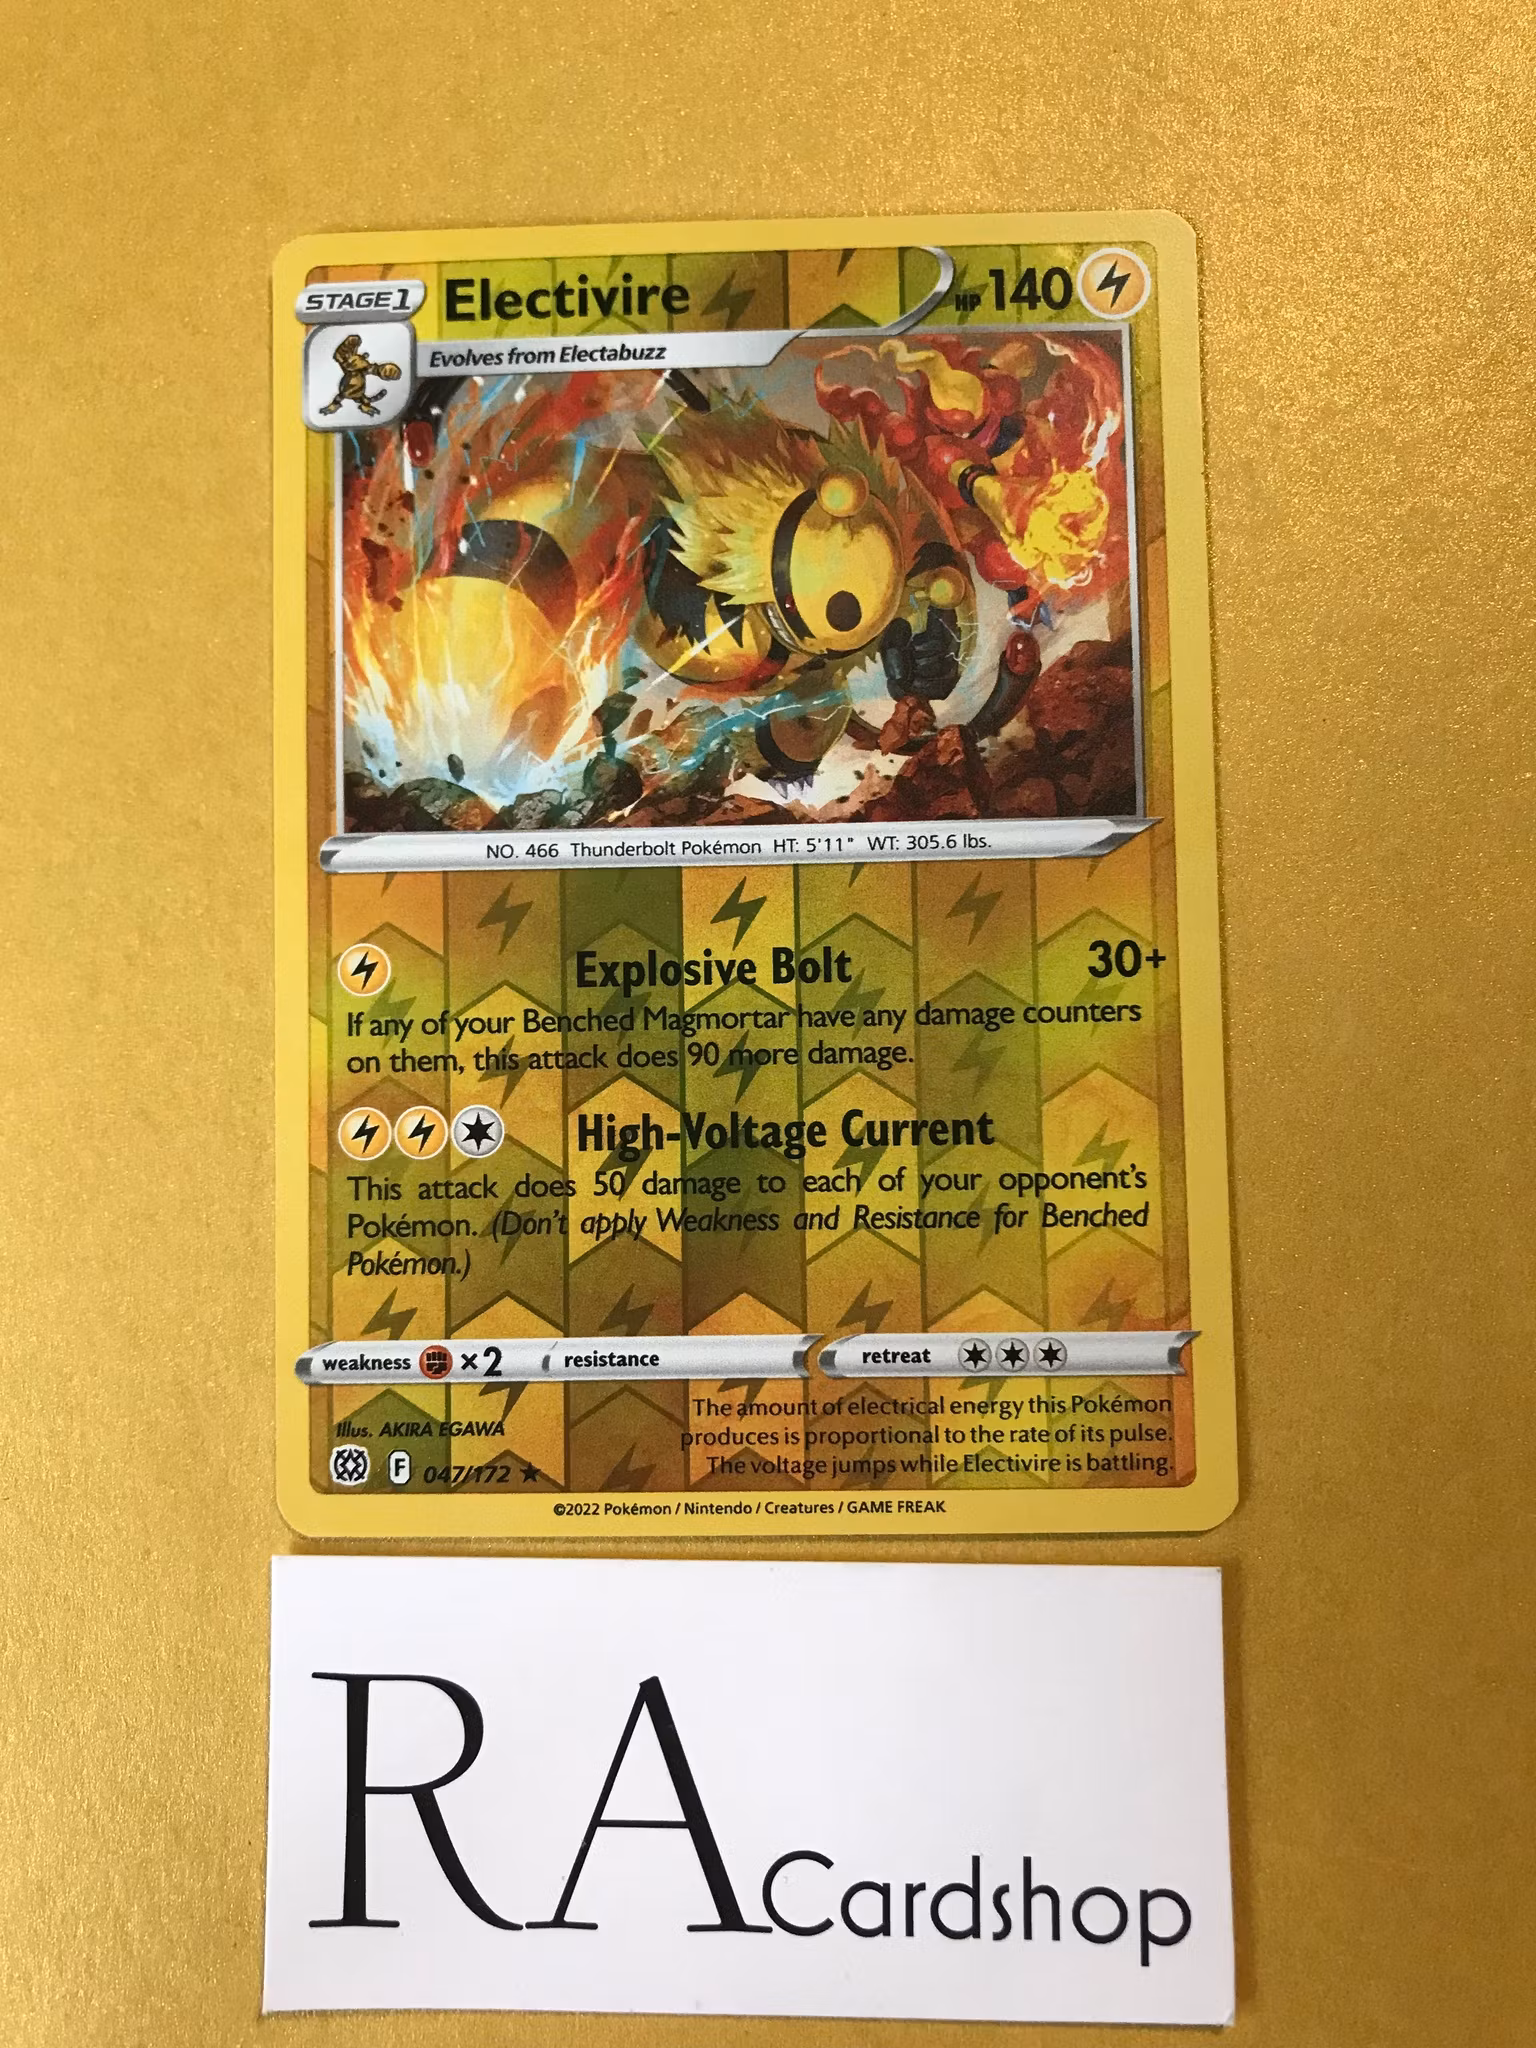 STAGE1
Electivire
HP 140
Evolves from Electabuzz
NO. 466 Thunderbolt Pokémon HT: 5'11" WT: 305.6 lbs.
Explosive Bolt 30+
If any of your Benched Magmortar have any damage counters
on them, this attack does 90 more damage.
High-Voltage Current
This attack does 50 damage to each of your opponent's
Pokémon. (Don't apply Weakness and Resistance for Benched
Pokémon.)
weakness ×2 resistance retreat
Illus. AKIRA EGAWA
F 047/172 ★
The amount of electrical energy this Pokémon
produces is proportional to the rate of its pulse.
The voltage jumps while Electivire is battling.
©2022 Pokémon / Nintendo / Creatures / GAME FREAK
RA Cardshop